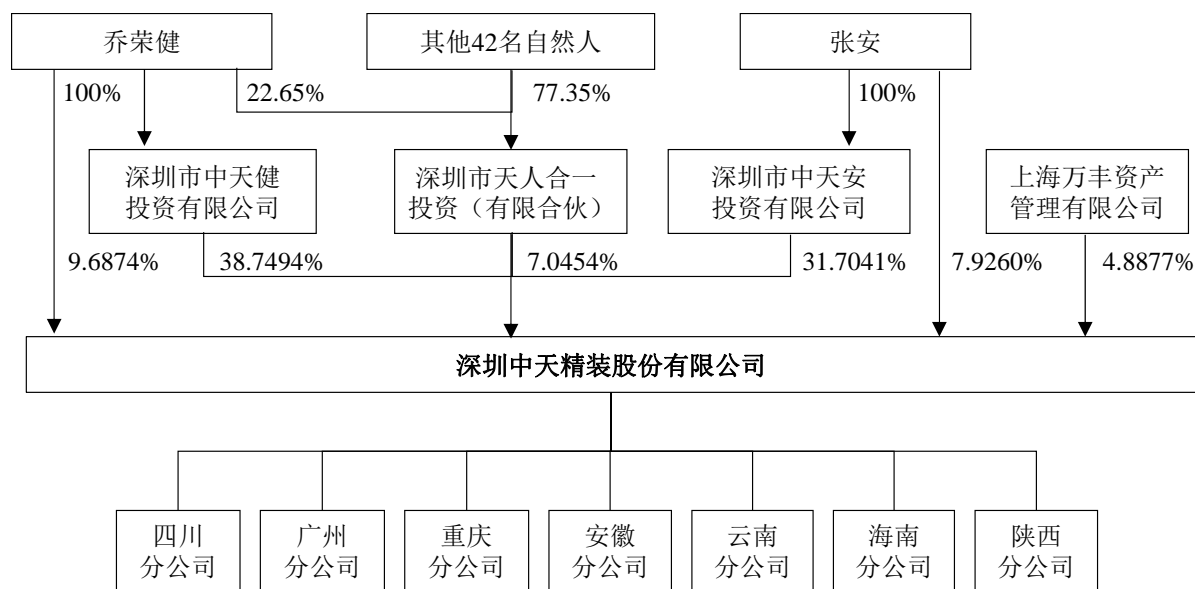 乔荣健
其他42名自然人
张安
100%
22.65%
77.35%
100%
深圳市中天健
投资有限公司
深圳市天人合一
投资（有限合伙）
深圳市中天安
投资有限公司
上海万丰资产
管理有限公司
9.6874%
38.7494%
7.0454%
31.7041%
7.9260%
4.8877%
深圳中天精装股份有限公司
四川
分公司
广州
分公司
重庆
分公司
安徽
分公司
云南
分公司
海南
分公司
陕西
分公司